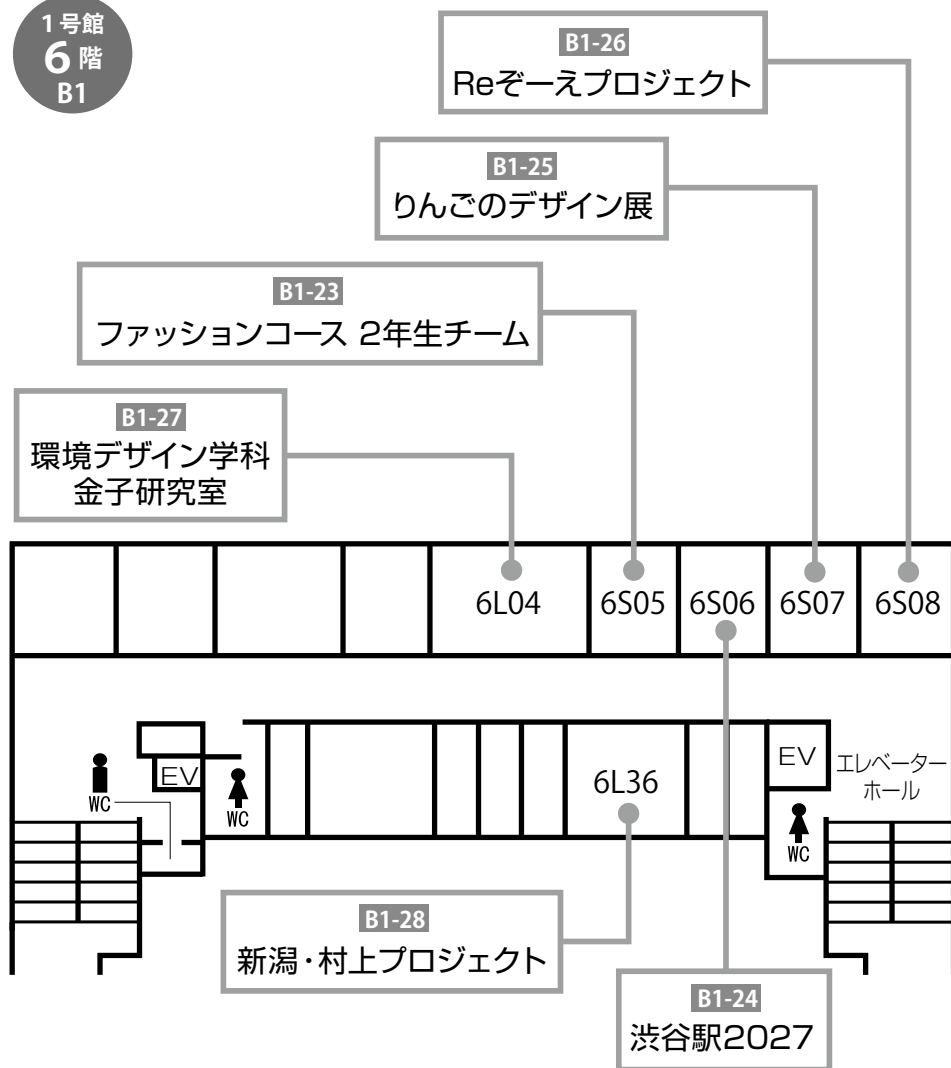 1号館
6階
B1
B1-26
Reぞーえプロジェクト
B1-25
りんごのデザイン展
B1-23
ファッションコース 2年生チーム
B1-27
環境デザイン学科
金子研究室
6L04
6S05
6S06
6S07
6S08
EV
WC
WC
6L36
EV
エレベーター
ホール
WC
B1-28
新潟・村上プロジェクト
B1-24
渋谷駅2027